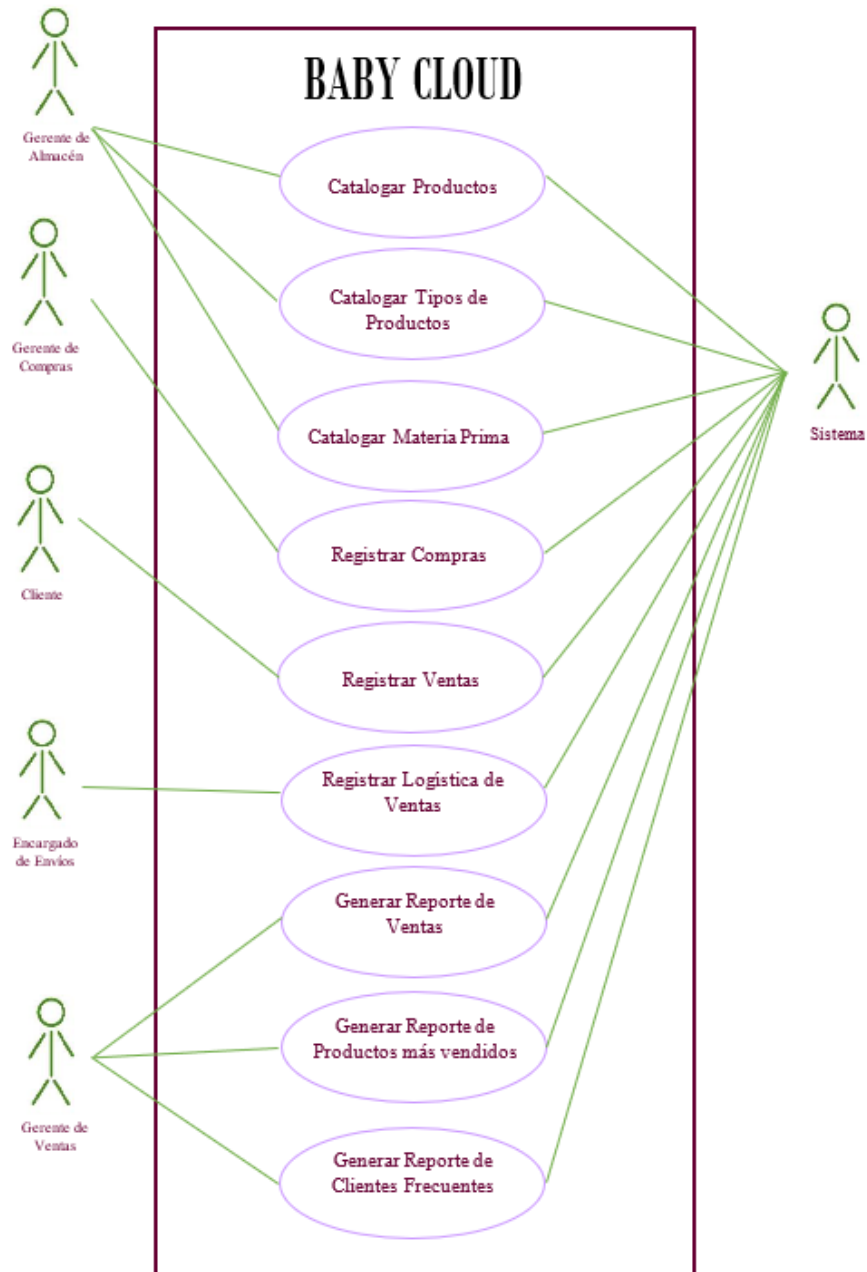 BABY CLOUD
Gerente de
Almacén
Catalogar Productos
Gerente de
Compras
Catalogar Tipos de
Productos
Sistema
Catalogar Materia Prima
Cliente
Registrar Compras
Registrar Ventas
Encargado
de Envíos
Registrar Logística de
Ventas
Generar Reporte de
Ventas
Gerente de
Ventas
Generar Reporte de
Productos más vendidos
Generar Reporte de
Clientes Frecuentes